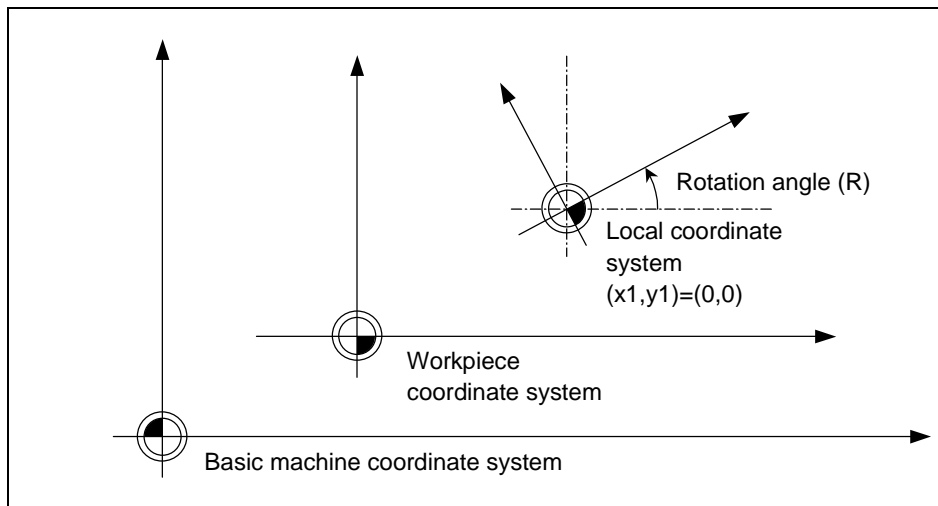 Rotation angle (R)
Local coordinate
system
(x1,y1)=(0,0)
Workpiece
coordinate system
Basic machine coordinate system